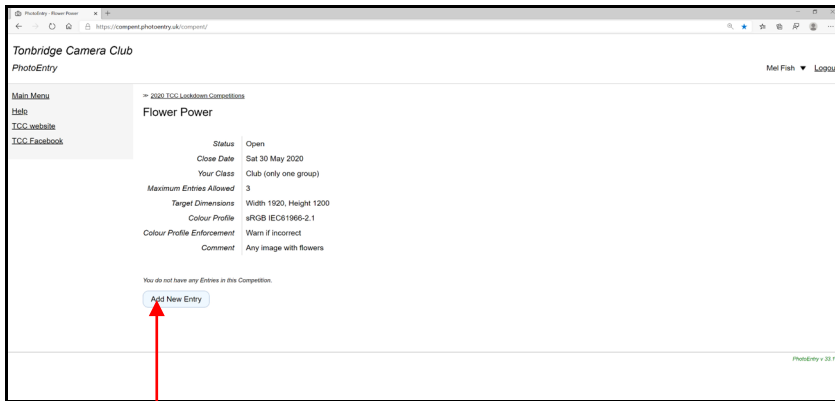 PhotoEntry - Flower Power
https://compent.photoentry.uk/compent/
Tonbridge Camera Club
PhotoEntry
Mel Fish ▼ Logou
Main Menu
Help
TCC website
TCC Facebook
>> 2020 TCC Lockdown Competitions
Flower Power
Status Open
Close Date Sat 30 May 2020
Your Class Club (only one group)
Maximum Entries Allowed 3
Target Dimensions Width 1920, Height 1200
Colour Profile sRGB IEC61966-2.1
Colour Profile Enforcement Warn if incorrect
Comment Any image with flowers
You do not have any Entries in this Competition.
Add New Entry
PhotoEntry v 33.1